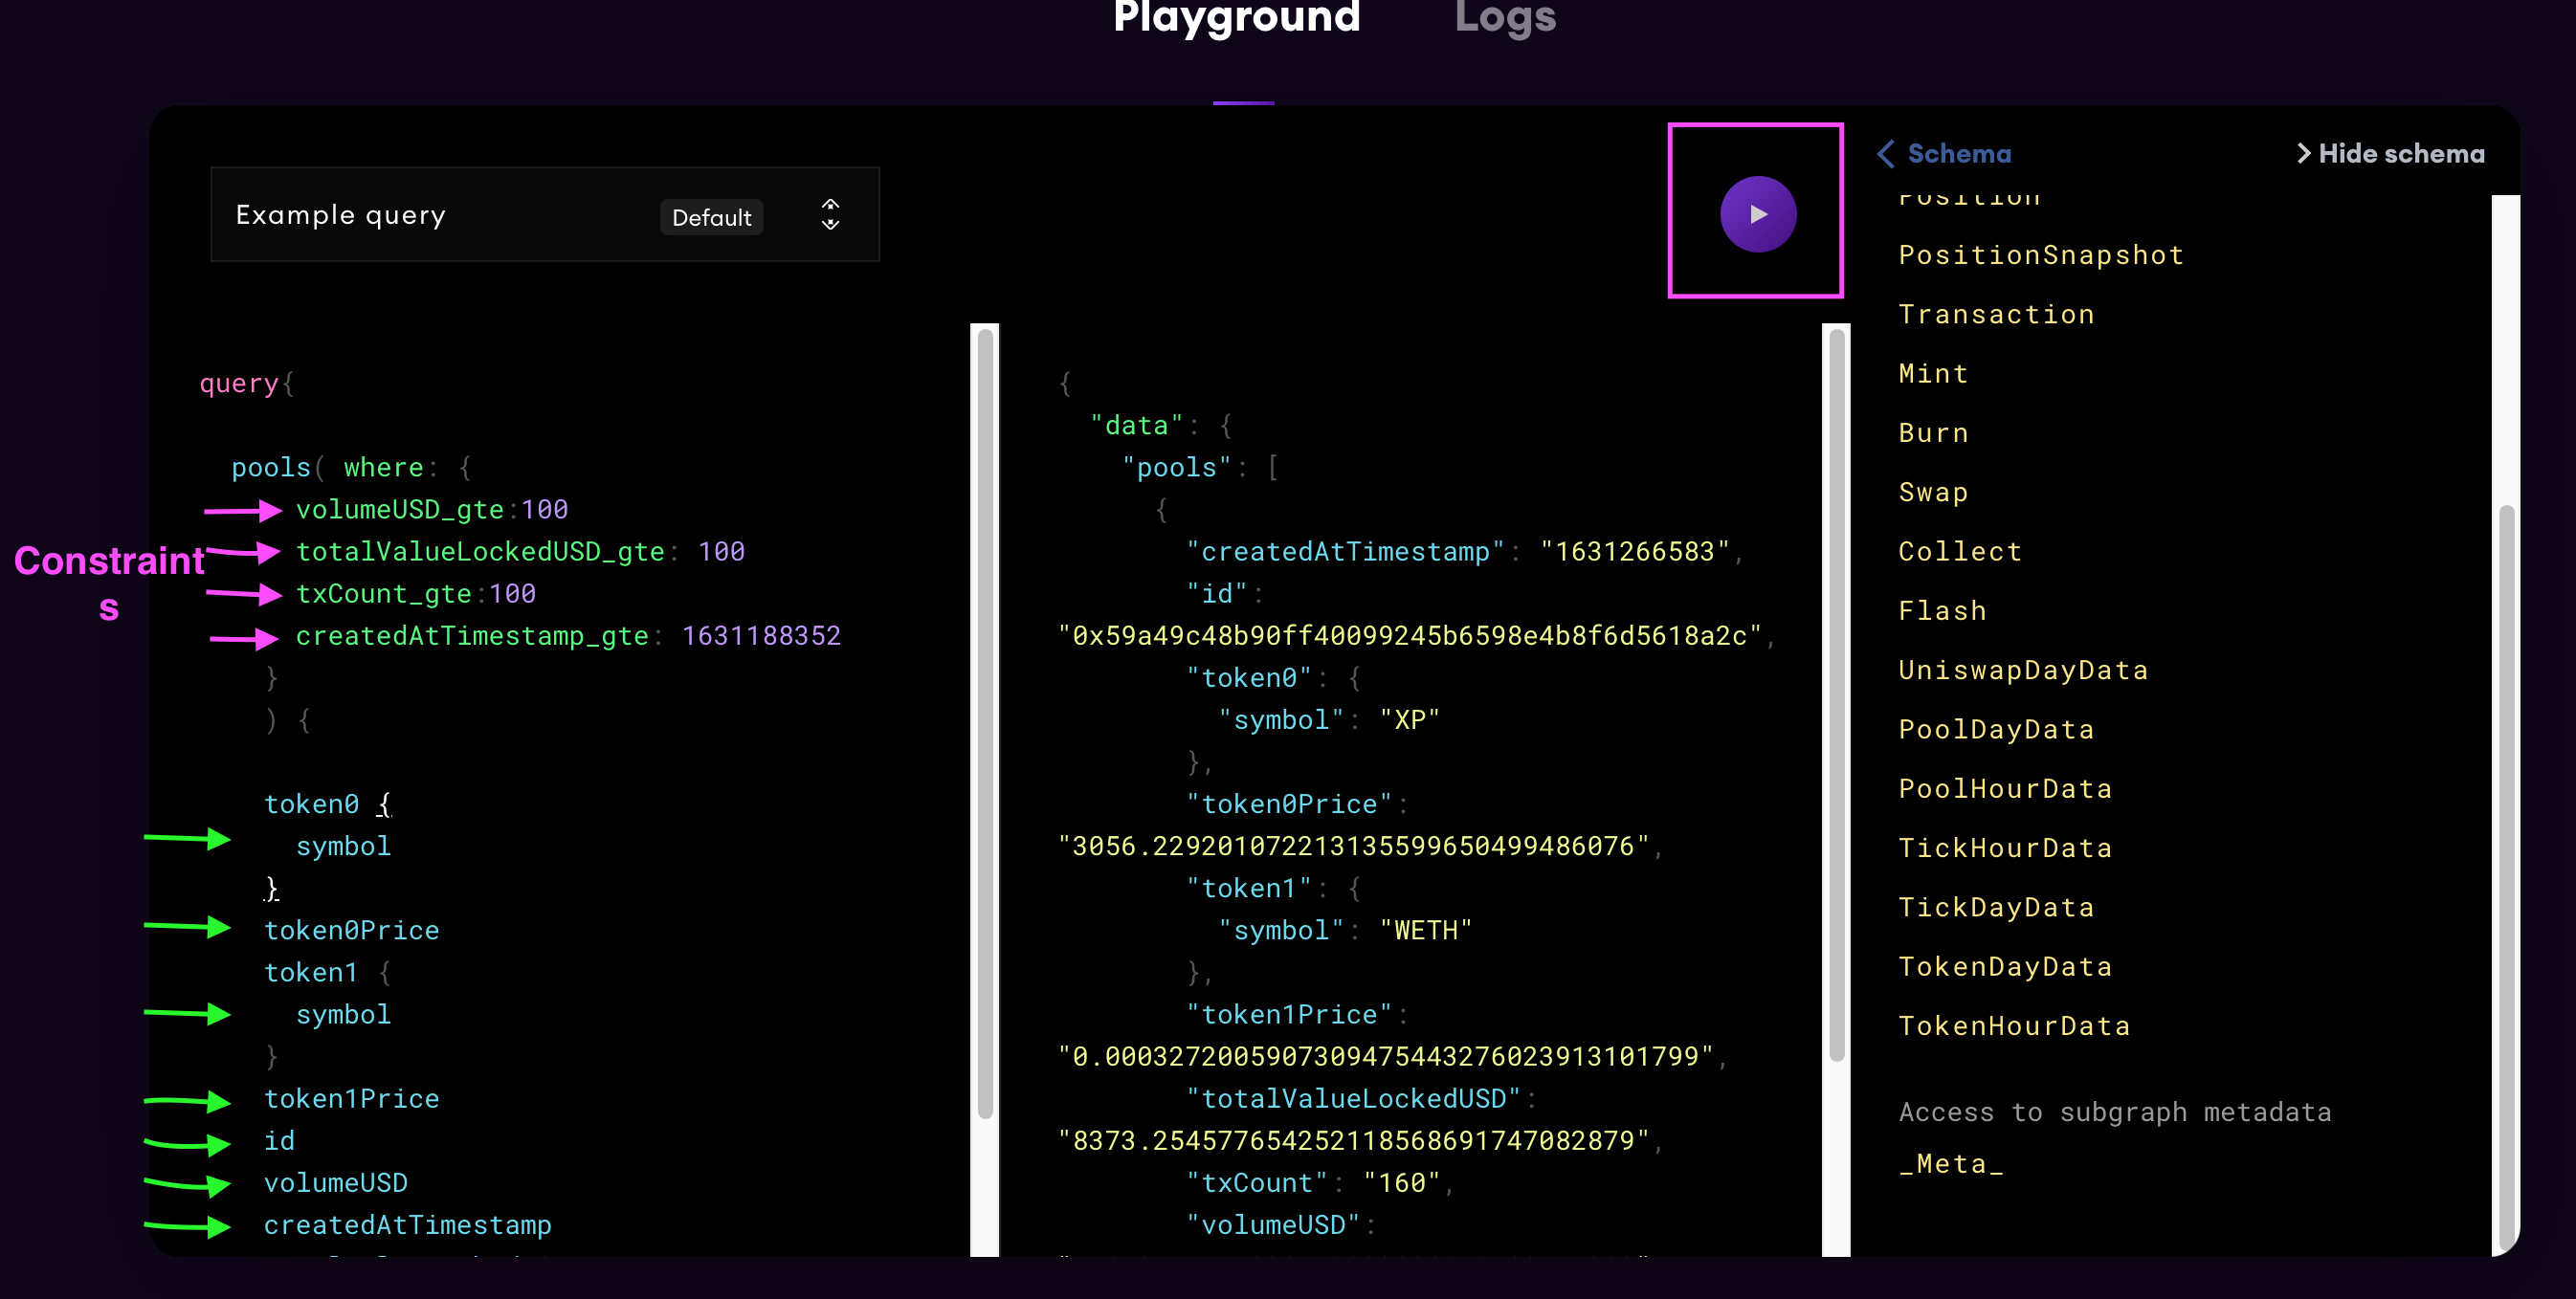 Playground Logs
Example query Default
Schema
Hide schema
query{
pools( where: {
volumeUSD_gte:100
totalValueLockedUSD_gte: 100
txCount_gte:100
createdAtTimestamp_gte: 1631188352
}
) {
token0 {
symbol
}
token0Price
token1 {
symbol
}
token1Price
id
volumeUSD
createdAtTimestamp
Constraint
s
{
"data": {
"pools": [
{
"createdAtTimestamp": "1631266583",
"id":
"0x59a49c48b90ff40099245b6598e4b8f6d5618a2c",
"token0": {
"symbol": "XP"
},
"token0Price":
"3056.229201072213135599650499486076",
"token1": {
"symbol": "WETH"
},
"token1Price":
"0.0003272005907309475443276023913101799",
"totalValueLockedUSD":
"8373.254577654252118568691747082879",
"txCount": "160",
"volumeUSD":
Position
PositionSnapshot
Transaction
Mint
Burn
Swap
Collect
Flash
UniswapDayData
PoolDayData
PoolHourData
TickHourData
TickDayData
TokenDayData
TokenHourData
Access to subgraph metadata
_Meta_